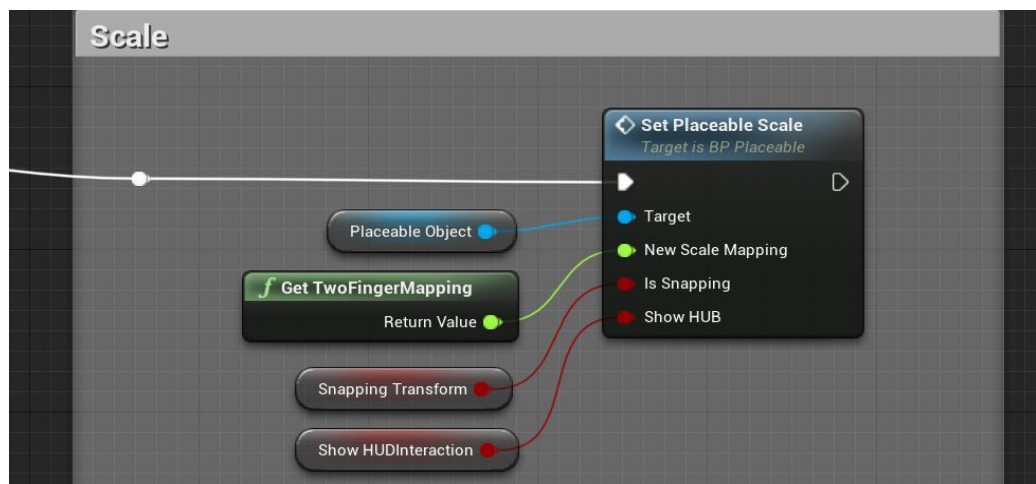 Scale
Set Placeable Scale
Target is BP Placeable
Placeable Object
Target
New Scale Mapping
f Get TwoFingerMapping
Is Snapping
Return Value
Show HUB
Snapping Transform
Show HUDInteraction